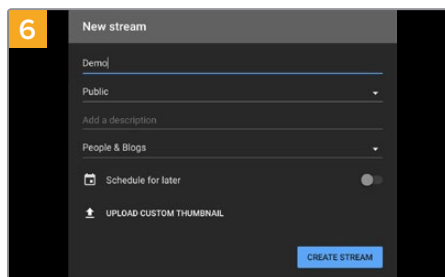 6
New stream
Demo
Public
Add a description
People & Blogs
Schedule for later
UPLOAD CUSTOM THUMBNAIL
CREATE STREAM